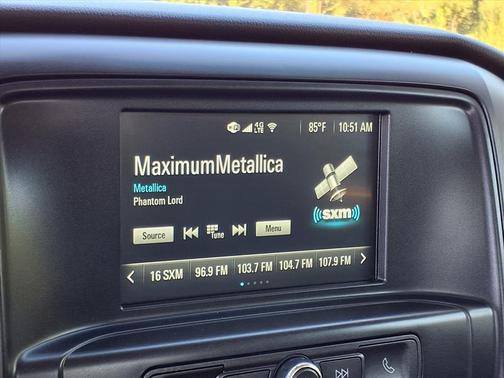 4G
LTE
85°F 10:51 AM
MaximumMetallica
Metallica
Phantom Lord
sxm
Source Tune Menu
16 SXM 96.9 FM 103.7 FM 104.7 FM 107.9 FM